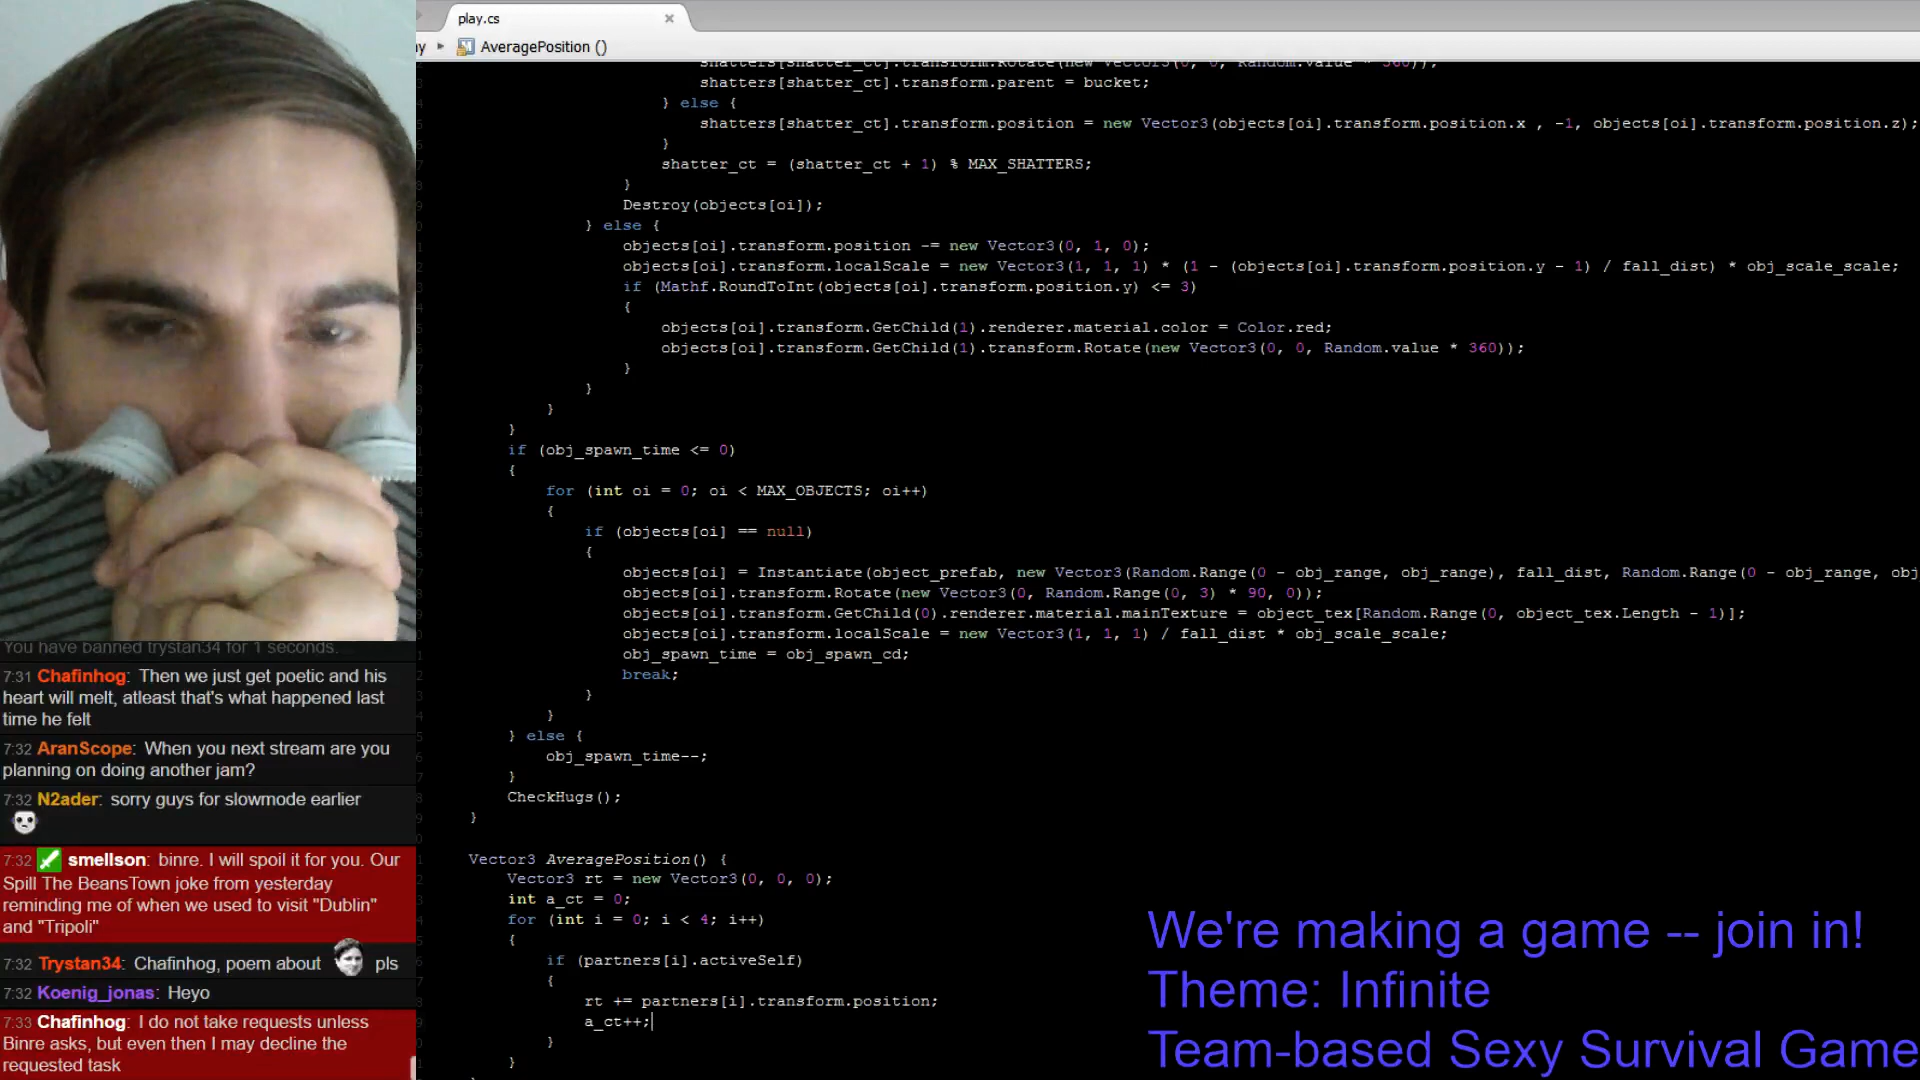 play.cs
AveragePosition ()
shatters[shatter_ct].transform.Rotate(new Vector3(0, 0, Random.value * 360));
shatters[shatter_ct].transform.parent = bucket;
} else {
shatters[shatter_ct].transform.position = new Vector3(objects[oi].transform.position.x , -1, objects[oi].transform.position.z);
}
shatter_ct = (shatter_ct + 1) % MAX_SHATTERS;
}
Destroy(objects[oi]);
} else {
objects[oi].transform.position -= new Vector3(0, 1, 0);
objects[oi].transform.localScale = new Vector3(1, 1, 1) * (1 - (objects[oi].transform.position.y - 1) / fall_dist) * obj_scale_scale;
if (Mathf.RoundToInt(objects[oi].transform.position.y) <= 3)
{
objects[oi].transform.GetChild(1).renderer.material.color = Color.red;
objects[oi].transform.GetChild(1).transform.Rotate(new Vector3(0, 0, Random.value * 360));
}
}
}
}
if (obj_spawn_time <= 0)
{
for (int oi = 0; oi < MAX_OBJECTS; oi++)
{
if (objects[oi] == null)
{
objects[oi] = Instantiate(object_prefab, new Vector3(Random.Range(0 - obj_range, obj_range), fall_dist, Random.Range(0 - obj_range, obj
objects[oi].transform.Rotate(new Vector3(0, Random.Range(0, 3) * 90, 0));
objects[oi].transform.GetChild(0).renderer.material.mainTexture = object_tex[Random.Range(0, object_tex.Length - 1)];
objects[oi].transform.localScale = new Vector3(1, 1, 1) / fall_dist * obj_scale_scale;
obj_spawn_time = obj_spawn_cd;
break;
}
}
} else {
obj_spawn_time--;
}
CheckHugs();
}
Vector3 AveragePosition() {
Vector3 rt = new Vector3(0, 0, 0);
int a_ct = 0;
for (int i = 0; i < 4; i++)
{
if (partners[i].activeSelf)
{
rt += partners[i].transform.position;
a_ct++;
}
}
You have banned trystan34 for 1 seconds.
7:31 Chafinhog: Then we just get poetic and his
heart will melt, atleast that's what happened last
time he felt
7:32 AranScope: When you next stream are you
planning on doing another jam?
7:32 N2ader: sorry guys for slowmode earlier
7:32 smellson: binre. I will spoil it for you. Our
Spill The BeansTown joke from yesterday
reminding me of when we used to visit "Dublin"
and "Tripoli"
7:32 Trystan34: Chafinhog, poem about pls
7:32 Koenig_jonas: Heyo
7:33 Chafinhog: I do not take requests unless
Binre asks, but even then I may decline the
requested task
We're making a game -- join in!
Theme: Infinite
Team-based Sexy Survival Game